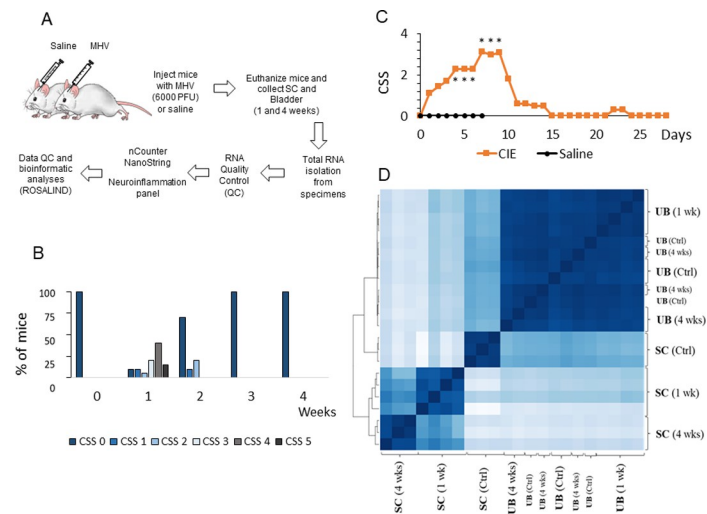 A
Saline
MHV
Inject mice
with MHV
(6000 PFU)
or saline
Euthanize mice and
collect SC and
Bladder
(1 and 4 weeks)
Data QC and
bioinformatic
analyses
(ROSALIND)
nCounter
NanoString
Neuroinflammation
panel
RNA
Quality
Control
(QC)
Total RNA
isolation
from
specimens
B
% of mice
100
75
50
25
0
1
2
3
4
Weeks
CSS 0
CSS 1
CSS 2
CSS 3
CSS 4
CSS 5
C
CSS
4
2
0
* * *
* * *
0
5
10
15
20
25
Days
CIE
Saline
D
UB (1 wk)
UB (Ctrl)
UB (4 wks)
UB (Ctrl)
UB (4 wks)
UB (Ctrl)
UB (4 wks)
SC (Ctrl)
SC (1 wk)
SC (4 wks)
SC (4 wks)
SC (1 wk)
SC (Ctrl)
UB (4 wks)
UB (Ctrl)
UB (4 wks)
UB (Ctrl)
UB (4 wks)
UB (Ctrl)
UB (1 wk)